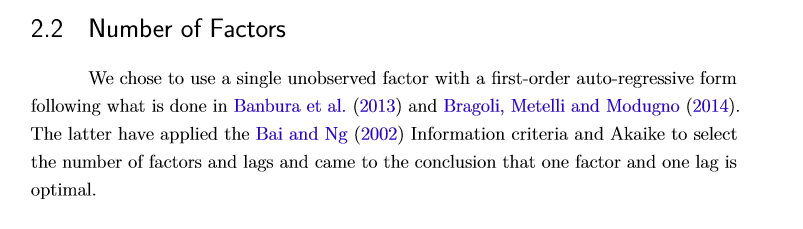 2.2 Number of Factors
We chose to use a single unobserved factor with a first-order auto-regressive form
following what is done in Banbura et al. (2013) and Bragoli, Metelli and Modugno (2014).
The latter have applied the Bai and Ng (2002) Information criteria and Akaike to select
the number of factors and lags and came to the conclusion that one factor and one lag is
optimal.